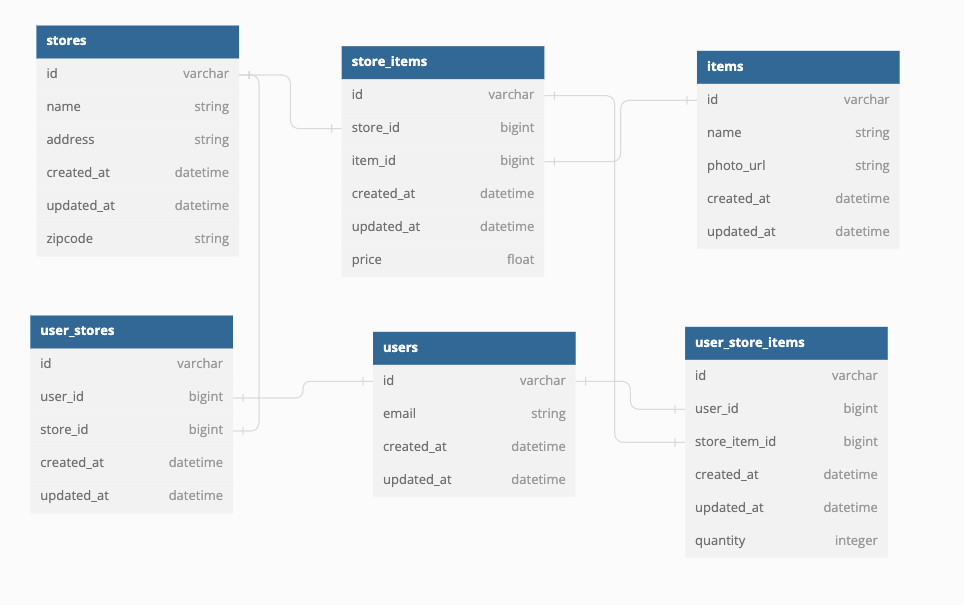 stores
id varchar
name string
address string
created_at datetime
updated_at datetime
zipcode string
store_items
id varchar
store_id bigint
item_id bigint
created_at datetime
updated_at datetime
price float
items
id varchar
name string
photo_url string
created_at datetime
updated_at datetime
user_stores
id varchar
user_id bigint
store_id bigint
created_at datetime
updated_at datetime
users
id varchar
email string
created_at datetime
updated_at datetime
user_store_items
id varchar
user_id bigint
store_item_id bigint
created_at datetime
updated_at datetime
quantity integer